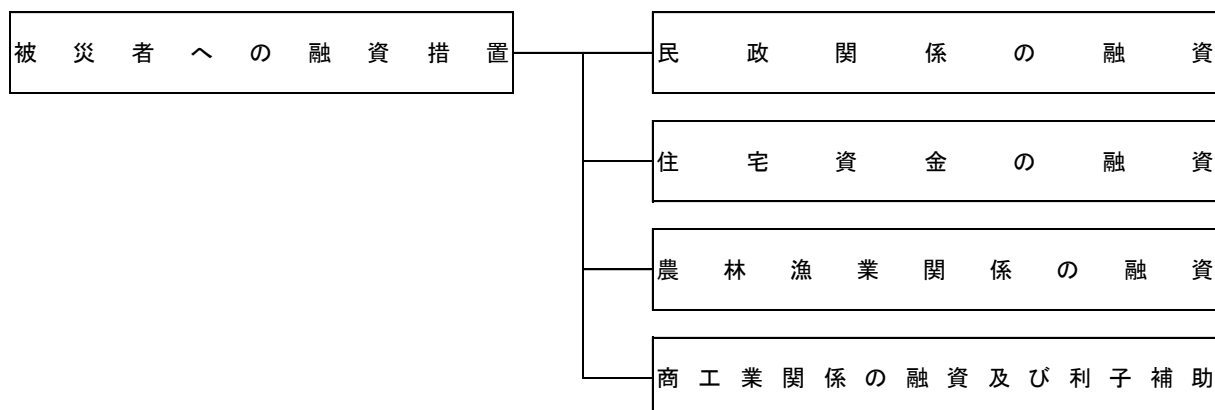 被災者への融資措置
民政関係の融資
住宅資金の融資
農林漁業関係の融資
商工業関係の融資及び利子補助